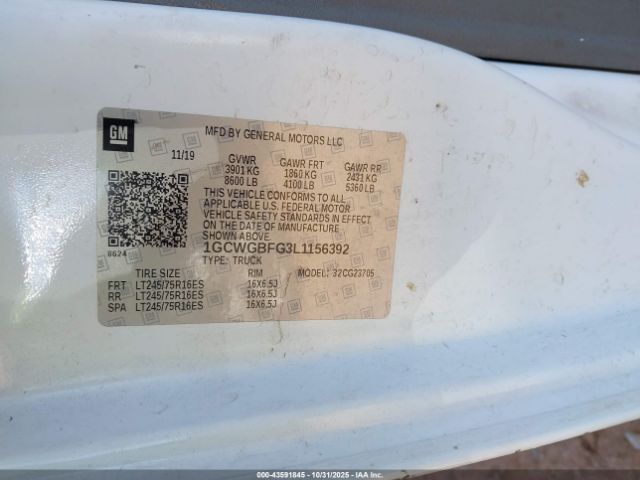 GM
MFD BY GENERAL MOTORS LLC
11/19 GVWR GAWR FRT GAWR RR
3901 KG 1860 KG 2431 KG
8600 LB 4100 LB 5360 LB
THIS VEHICLE CONFORMS TO ALL
APPLICABLE U.S. FEDERAL MOTOR
VEHICLE SAFETY STANDARDS IN
EFFECT ON THE DATE OF MANUFACTURE
SHOWN ABOVE.
8624
1GCWGBFG3L1156392
TYPE: TRUCK MODEL: 32CG23705
TIRE SIZE RIM
FRT LT245/75R16ES 16X6.5J
RR LT245/75R16ES 16X6.5J
SPA LT245/75R16ES 16X6.5J
000-43591845 - 10/31/2025 - IAAI.COM